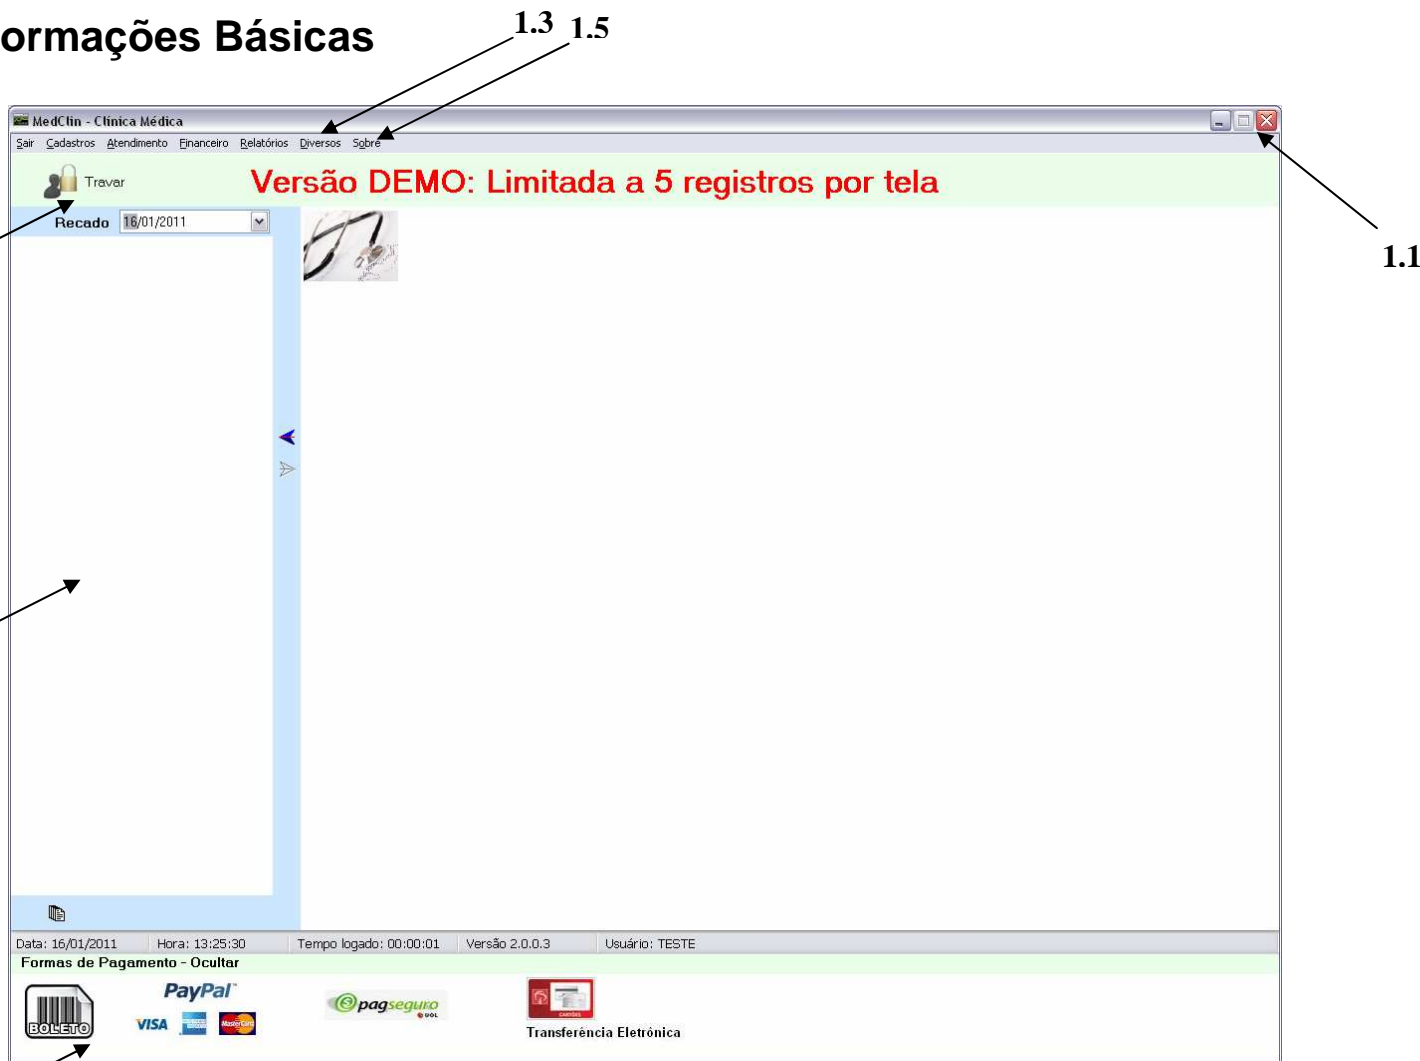 ormações Básicas
1.3 1.5
MedClin - Clínica Médica
Sair Cadastros Atendimento Financeiro Relatórios Diversos Sobre
Travar
Versão DEMO: Limitada a 5 registros por tela
Recado 16/01/2011
1.1
Data: 16/01/2011 Hora: 13:25:30 Tempo logado: 00:00:01 Versão 2.0.0.3 Usuário: TESTE
Formas de Pagamento - Ocultar
BOLETO
PayPal
VISA MasterCard
pagseguro
UOL
CARTÕES
Transferência Eletrônica